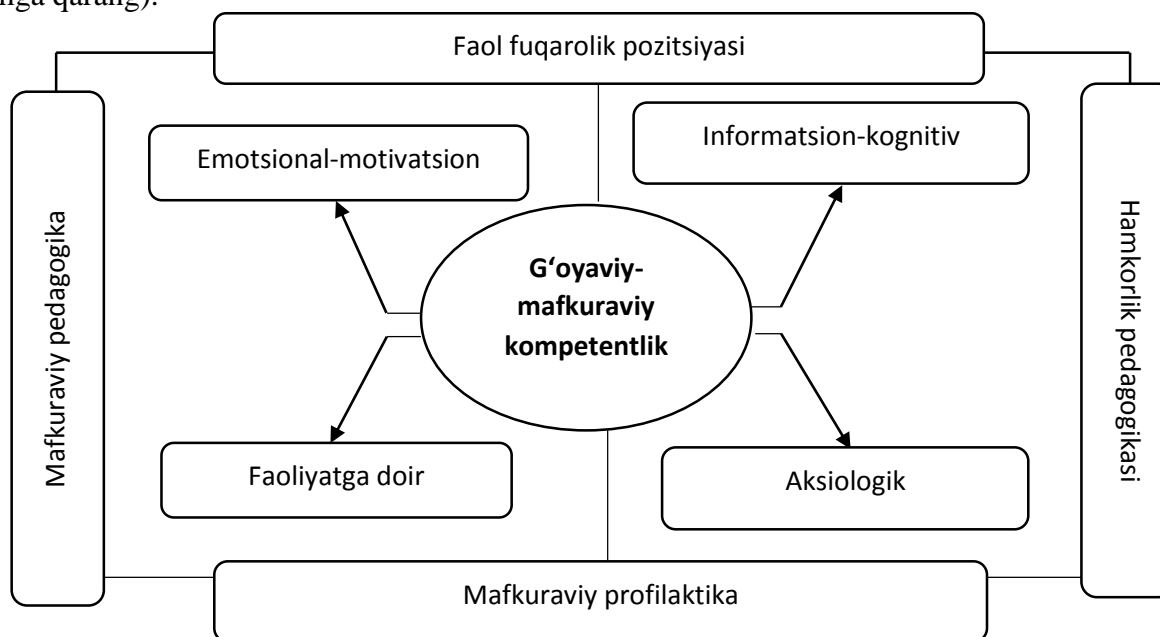 nga qarang).
Faol fuqarolik pozitsiyasi
Emotsional-motivatsion
Informatsion-kognitiv
Mafkuraviy pedagogika
G‘oyaviy-
mafkuraviy
kompetentlik
Hamkorlik pedagogikasi
Faoliyatga doir
Aksiologik
Mafkuraviy profilaktika